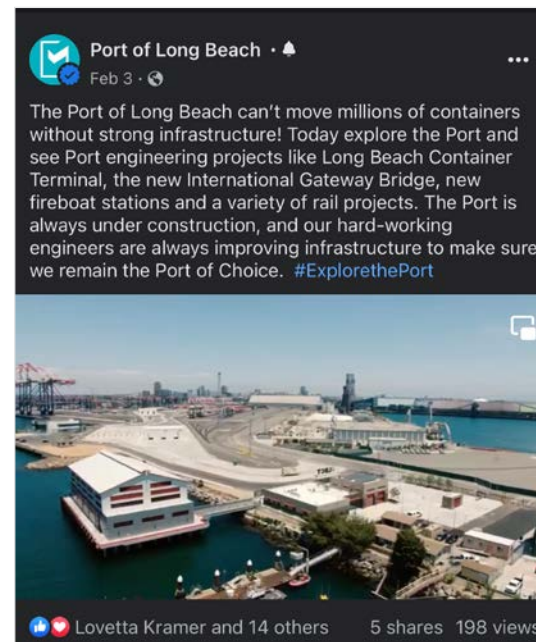 Port of Long Beach ·
Feb 3 ·
The Port of Long Beach can't move millions of containers
without strong infrastructure! Today explore the Port and
see Port engineering projects like Long Beach Container
Terminal, the new International Gateway Bridge, new
fireboat stations and a variety of rail projects. The Port is
always under construction, and our hard-working
engineers are always improving infrastructure to make sure
we remain the Port of Choice. #ExplorethePort
Lovetta Kramer and 14 others 5 shares 198 views